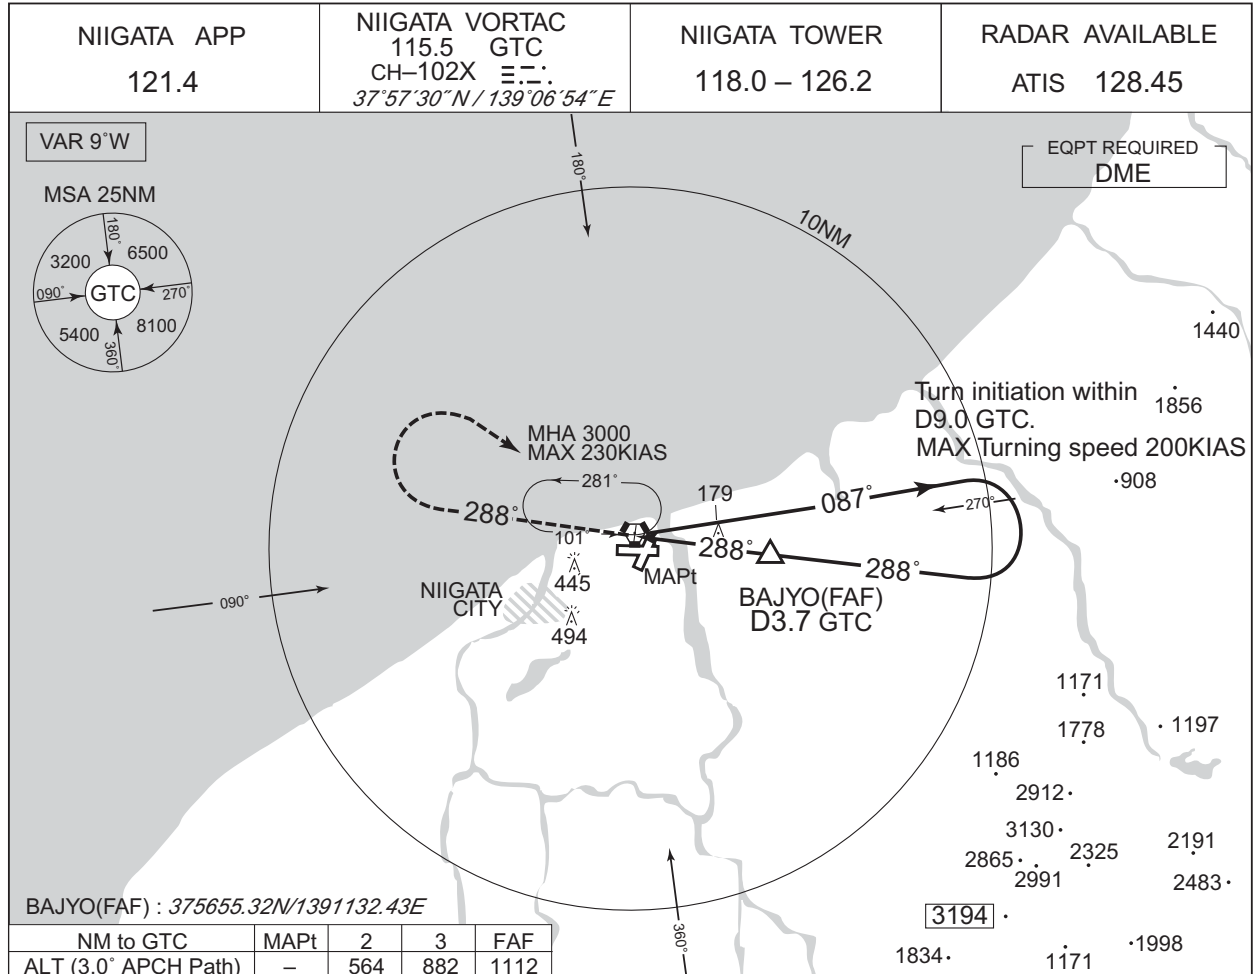 NIIGATA APP
121.4
NIIGATA VORTAC
115.5 GTC
CH–102X
37°57´30˝N / 139°06´54˝E
NIIGATA TOWER
118.0 – 126.2
RADAR AVAILABLE
ATIS 128.45
VAR 9°W
EQPT REQUIRED
DME
MSA 25NM
180°
3200
6500
090°
GTC
270°
5400
8100
360°
180°
10NM
1440
Turn initiation within
D9.0 GTC.
MAX Turning speed 200KIAS
1856
908
MHA 3000
MAX 230KIAS
281°
179
087°
270°
288°
101°
288°
288°
MAPt
445
NIIGATA
CITY
494
090°
BAJYO(FAF)
D3.7 GTC
1171
1778
1197
1186
2912
3130
2191
2865
2325
2991
2483
3194
1834
1171
1998
360°
BAJYO(FAF) : 375655.32N/1391132.43E
NM to GTC MAPt 2 3 FAF
ALT (3.0° APCH Path) – 564 882 1112